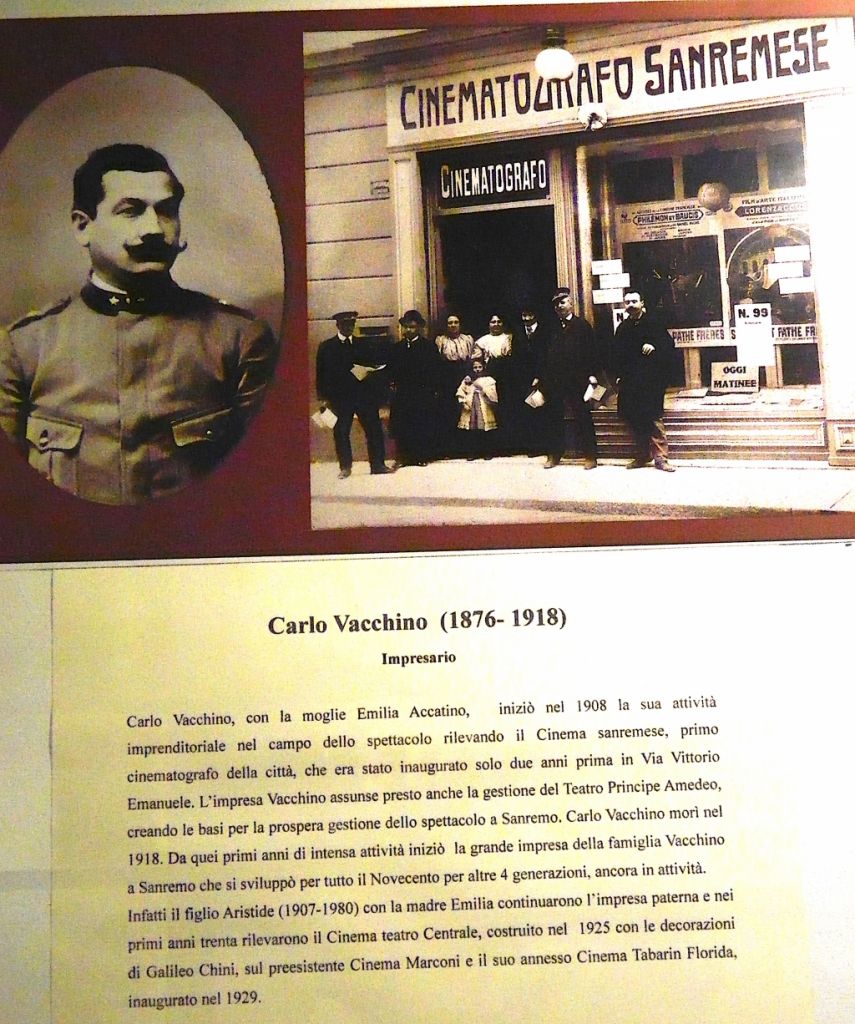 CINEMATOGRAFO SANREMESE
CINEMATOGRAFO
PHILEMON ET BAUCIS
FILM D'ARTE ITALIANA
N. 99
PATHE FRERES
PATHE FR
OGGI
MATINEE
Carlo Vacchino (1876- 1918)
Impresario
Carlo Vacchino, con la moglie Emilia Accatino, iniziò nel 1908 la sua attività
imprenditoriale nel campo dello spettacolo rilevando il Cinema sanremese, primo
cinematografo della città, che era stato inaugurato solo due anni prima in Via Vittorio
Emanuele. L'impresa Vacchino assunse presto anche la gestione del Teatro Principe Amedeo,
creando le basi per la prospera gestione dello spettacolo a Sanremo. Carlo Vacchino morì nel
1918. Da quei primi anni di intensa attività iniziò la grande impresa della famiglia Vacchino
a Sanremo che si sviluppò per tutto il Novecento per altre 4 generazioni, ancora in attività.
Infatti il figlio Aristide (1907-1980) con la madre Emilia continuarono l'impresa paterna e nei
primi anni trenta rilevarono il Cinema teatro Centrale, costruito nel 1925 con le decorazioni
di Galileo Chini, sul preesistente Cinema Marconi e il suo annesso Cinema Tabarin Florida,
inaugurato nel 1929.